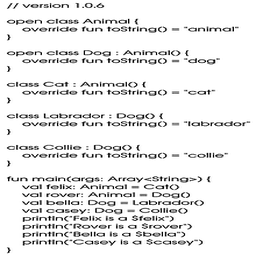 // version 1.0.6
open class Animal {
    override fun toString() = "animal"
}
open class Dog : Animal() {
    override fun toString() = "dog"
}
class Cat : Animal() {
    override fun toString() = "cat"
}
class Labrador : Dog() {
    override fun toString() = "labrador"
}
class Collie : Dog() {
    override fun toString() = "collie"
}
fun main(args: Array<String>) {
    val felix: Animal = Cat()
    val rover: Animal = Dog()
    val bella: Dog = Labrador()
    val casey: Dog = Collie()
    println("Felix is a $felix")
    println("Rover is a $rover")
    println("Bella is a $bella")
    println("Casey is a $casey")
}